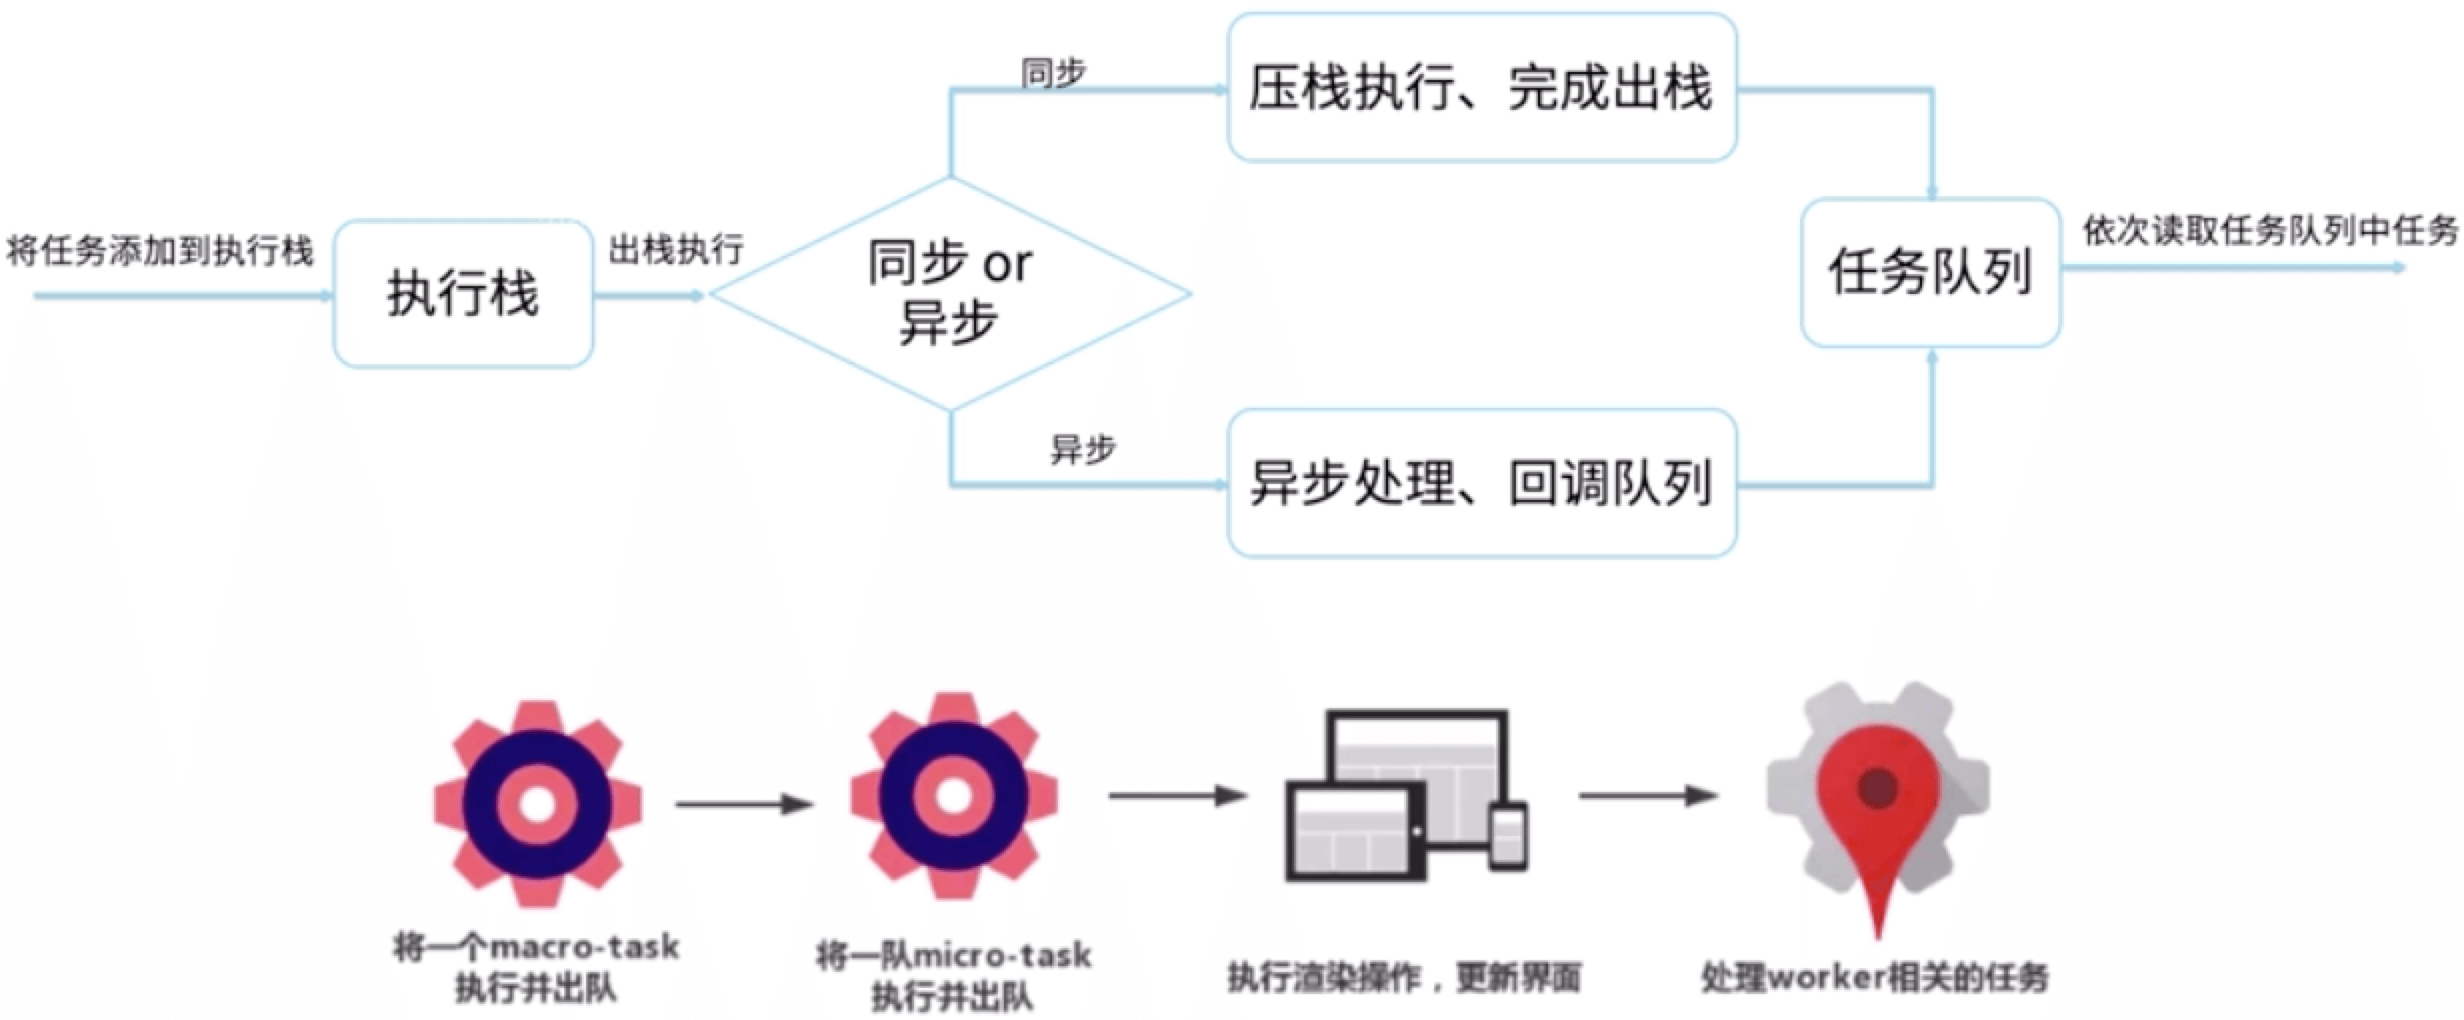 同步
压栈执行、完成出栈
将任务添加到执行栈
执行栈
出栈执行
同步 or
异步
任务队列
依次读取任务队列中任务
异步
异步处理、回调队列
将一个macro-task
执行并出队
将一队micro-task
执行并出队
执行渲染操作，更新界面
处理worker相关的任务